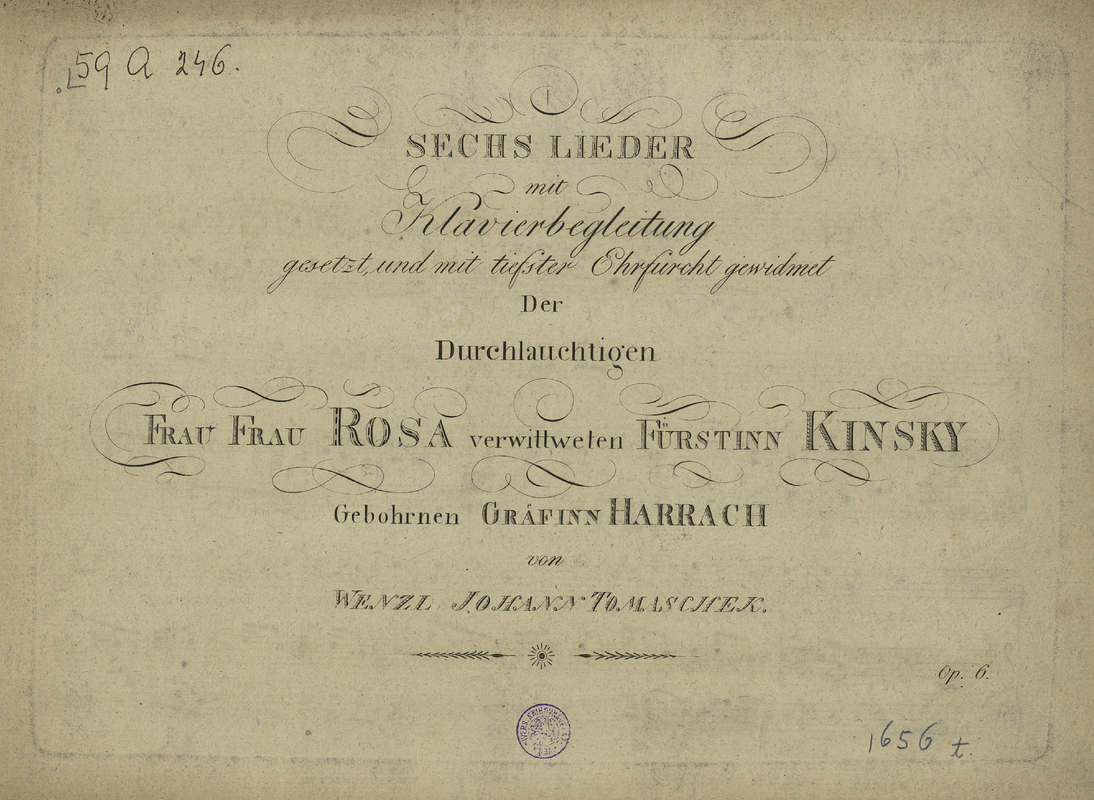 59 A 246.
SECHS LIEDER
mit
Klavierbegleitung
gesetzt, und mit tiefster Ehrfurcht gewidmet
Der
Durchlauchtigen
FRAU FRAU ROSA verwittweten FÜRSTINN KINSKY
Gebohrnen GRÄFINN HARRACH
von
WENZL JOHANN TOMASCHEK.
Op. 6.
1656 t.